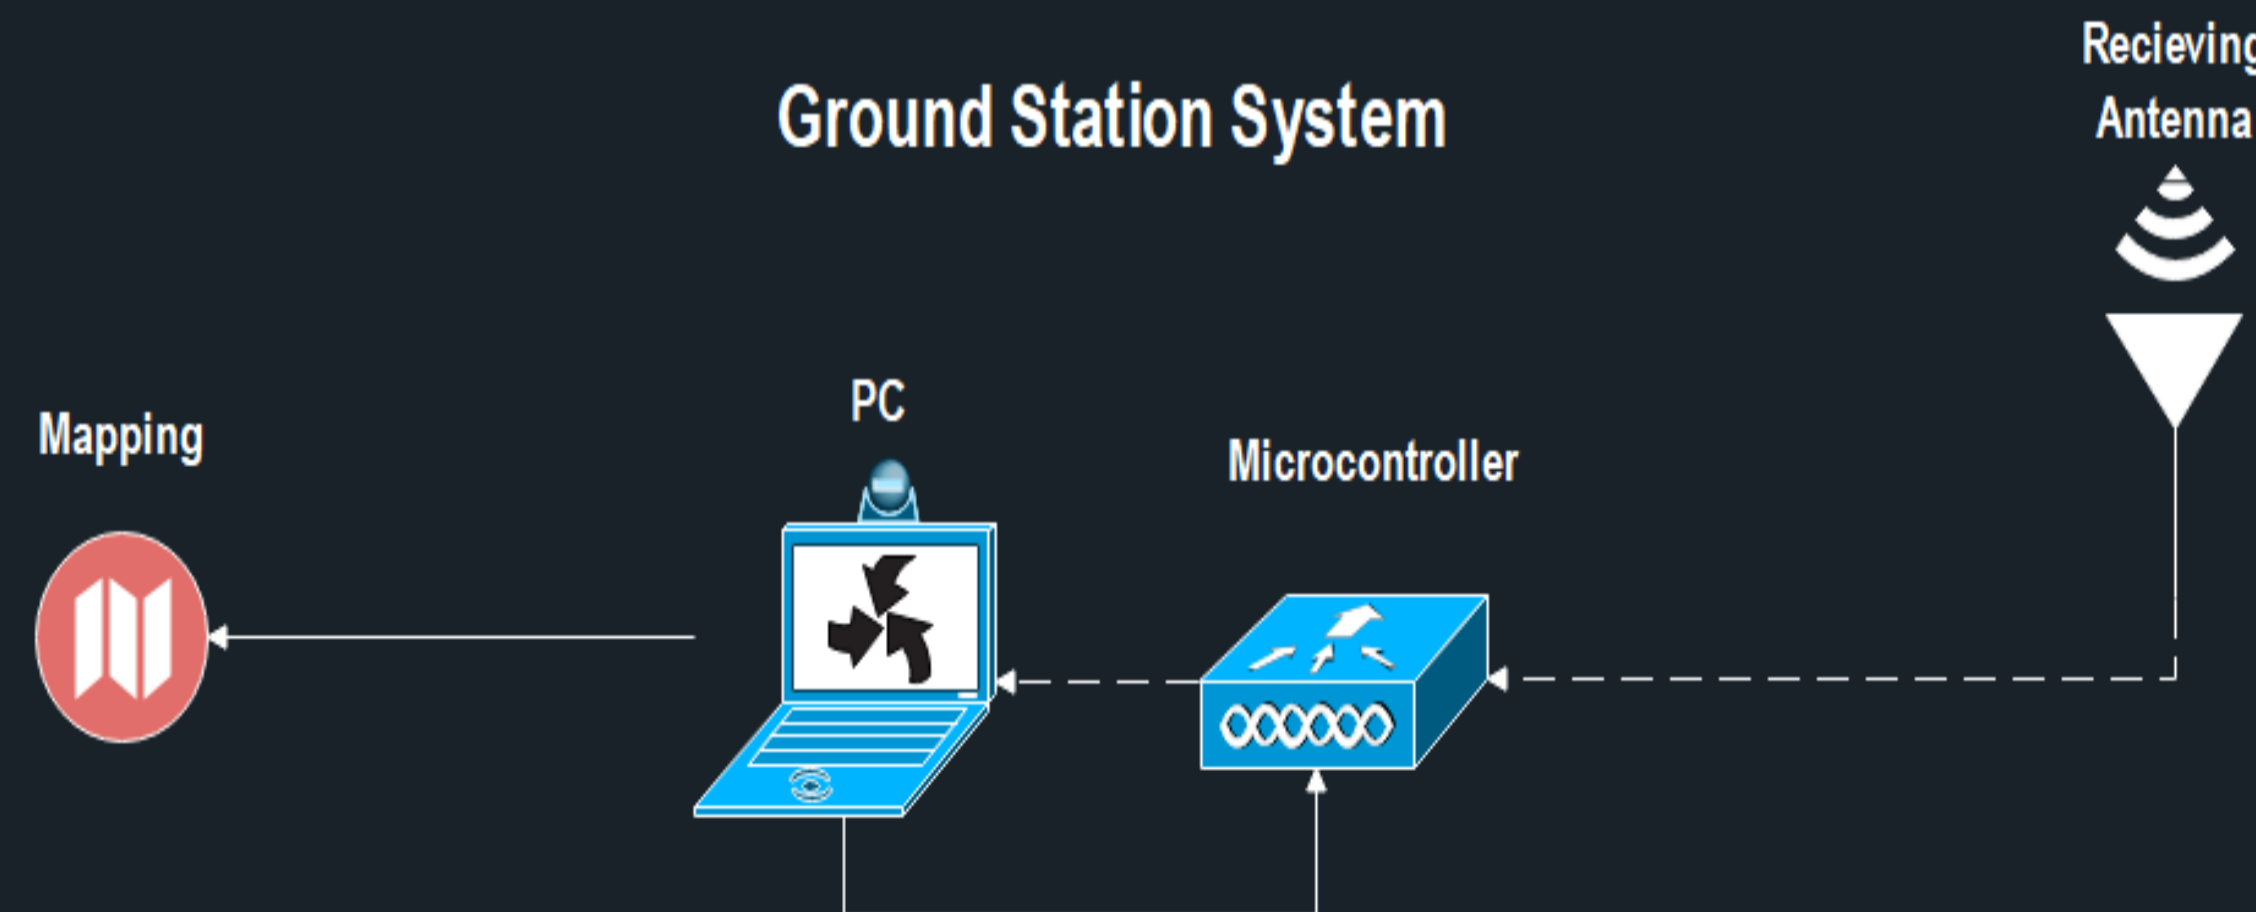 Recieving
Antenna
Ground Station System
PC
Mapping
Microcontroller